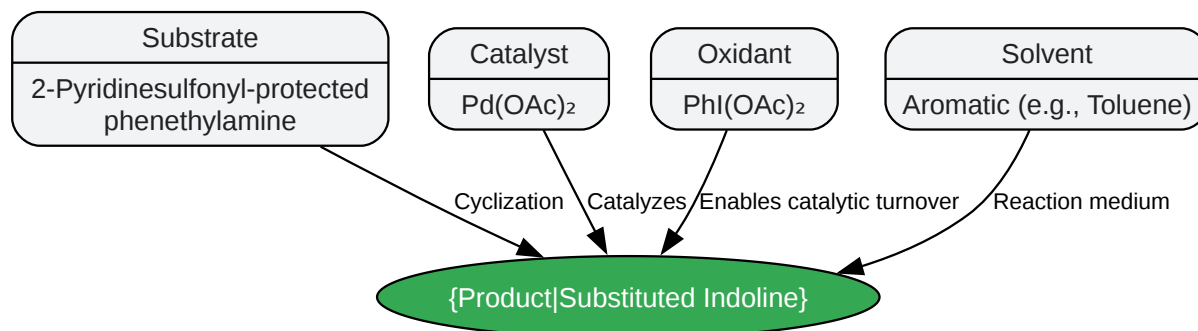 Substrate
2-Pyridinesulfonyl-protected
phenethylamine
Catalyst
Pd(OAc)₂
Oxidant
PhI(OAc)₂
Solvent
Aromatic (e.g., Toluene)
Cyclization
Catalyzes
Enables catalytic turnover
Reaction medium
{Product|Substituted Indoline}